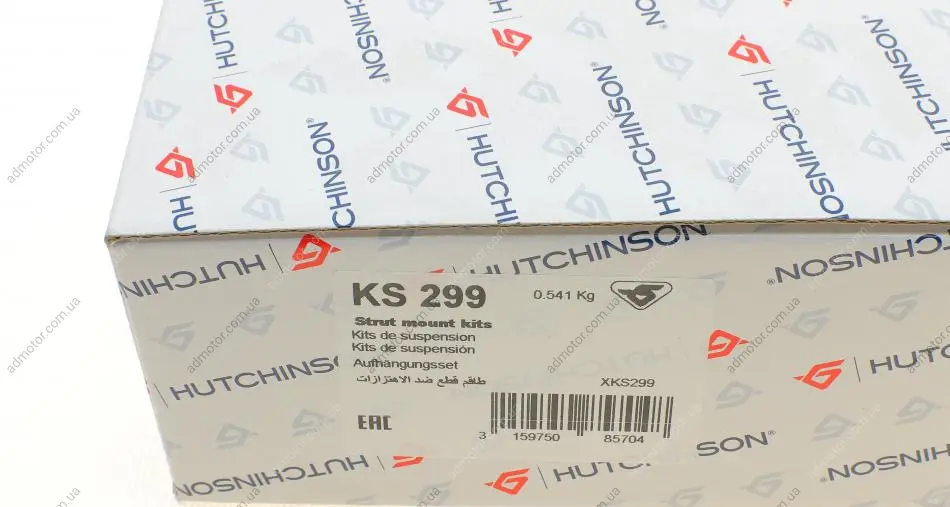 HUTCHINSON
HUTCHINSON
HUTCHINSON
HUTCHINSON
HUTCHINSON
KS 299
0.541 Kg
Strut mount kits
Kits de suspension
Kits de suspensión
Aufhängungsset
طاقم قطع ضد الاهتزازات
XKS299
EAC
3 159750 85704
HUTCHINSON
HUTCHINSON
admotor.com.ua